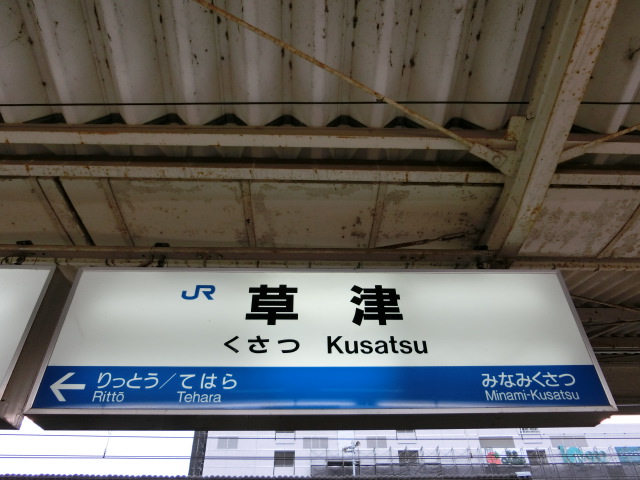 JR 草津
くさつ Kusatsu
← りっとう/てはら みなみくさつ
Rittō Tehara Minami-Kusatsu